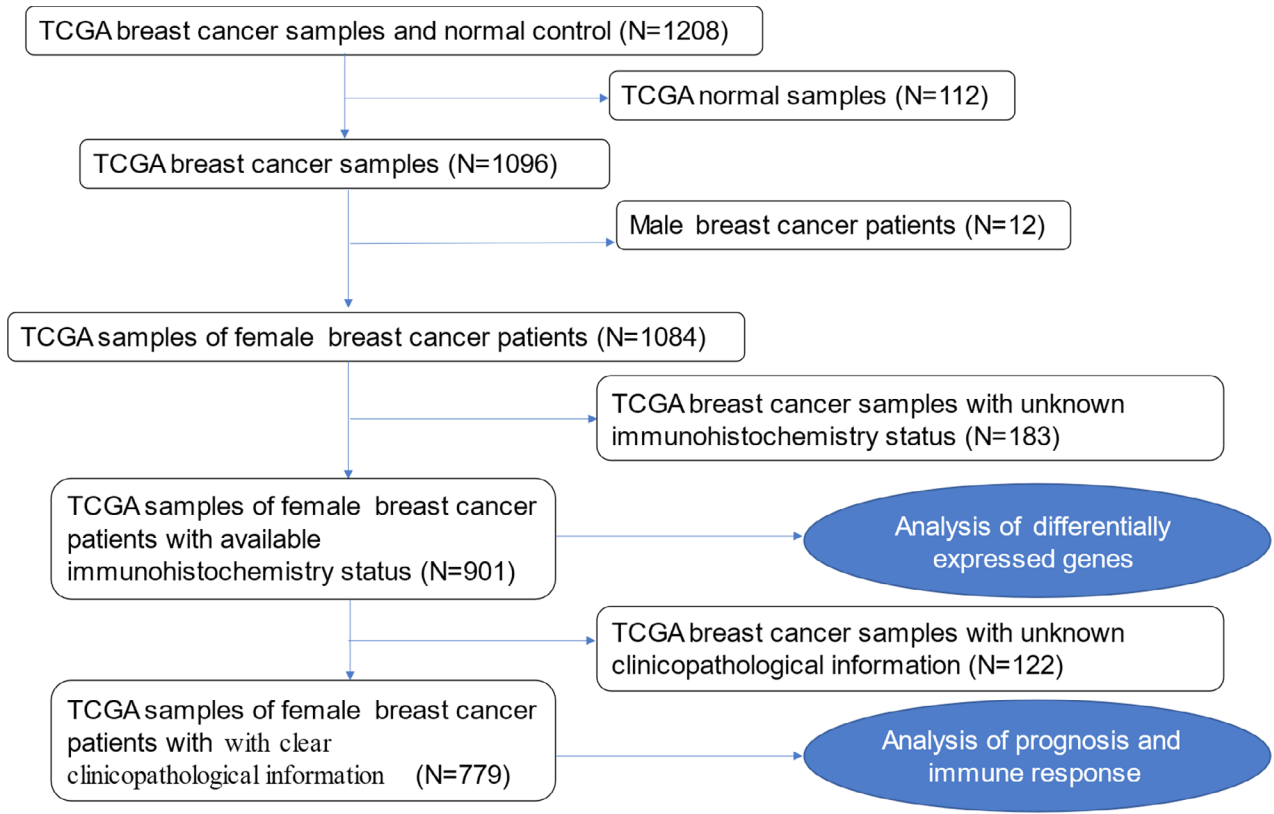 TCGA breast cancer samples and normal control (N=1208)
TCGA normal samples (N=112)
TCGA breast cancer samples (N=1096)
Male breast cancer patients (N=12)
TCGA samples of female breast cancer patients (N=1084)
TCGA breast cancer samples with unknown
immunohistochemistry status (N=183)
TCGA samples of female breast cancer
patients with available
immunohistochemistry status (N=901)
Analysis of differentially
expressed genes
TCGA breast cancer samples with unknown
clinicopathological information (N=122)
TCGA samples of female breast cancer
patients with with clear
clinicopathological information (N=779)
Analysis of prognosis and
immune response